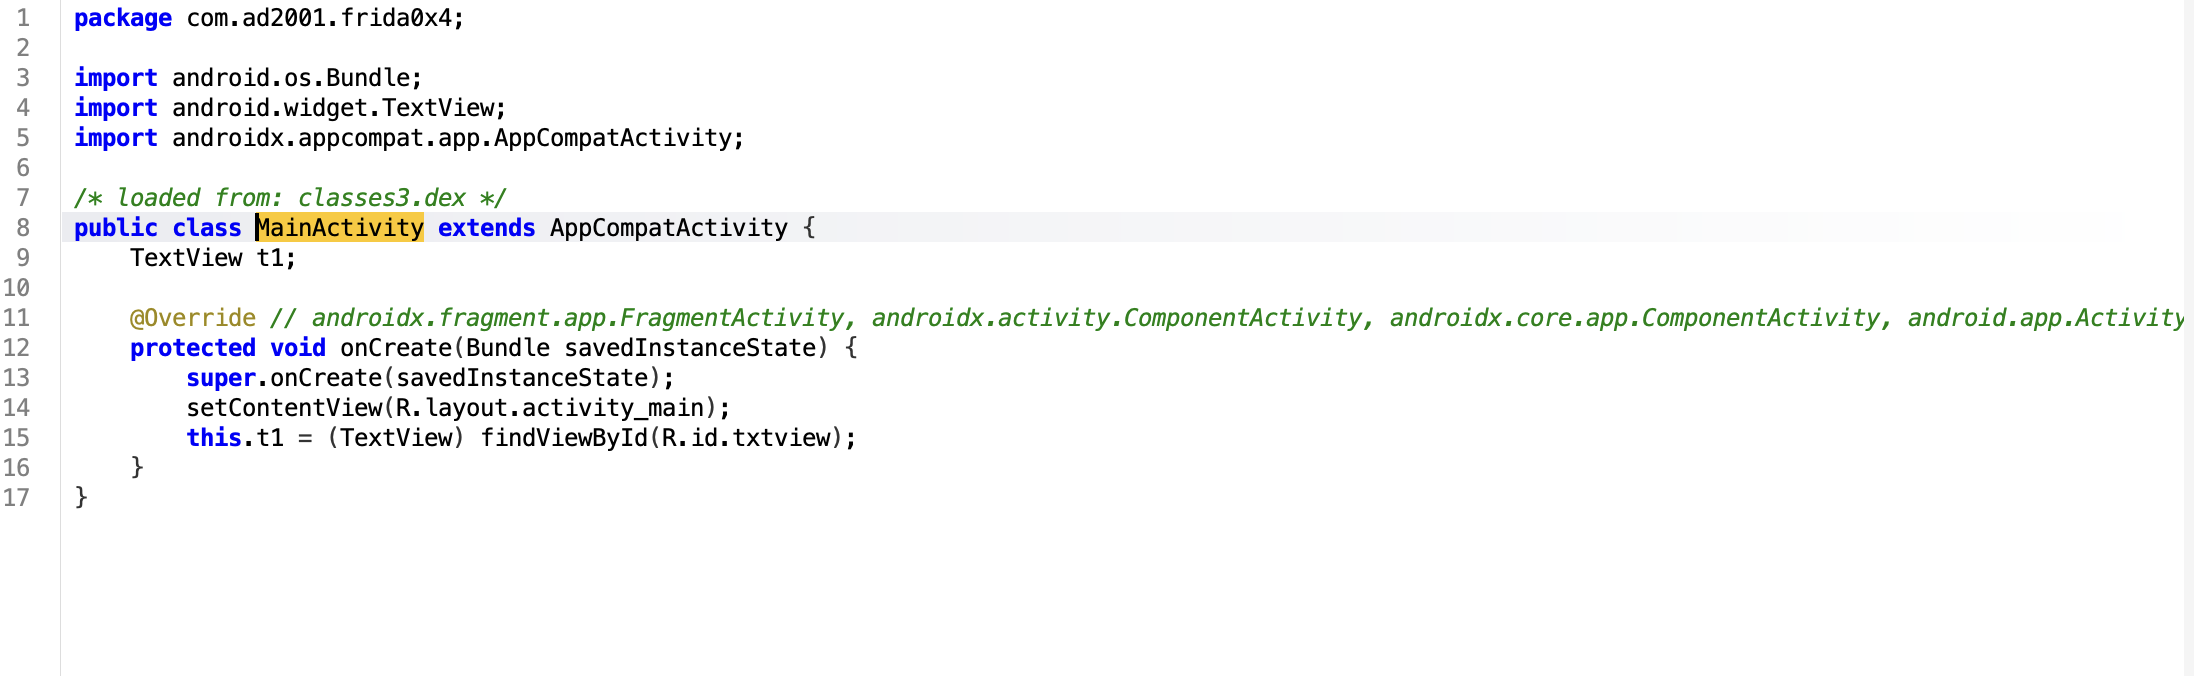 1 package com.ad2001.frida0x4;
2
3 import android.os.Bundle;
4 import android.widget.TextView;
5 import androidx.appcompat.app.AppCompatActivity;
6
7 /* loaded from: classes3.dex */
8 public class MainActivity extends AppCompatActivity {
9     TextView t1;
10
11     @Override // androidx.fragment.app.FragmentActivity, androidx.activity.ComponentActivity, androidx.core.app.ComponentActivity, android.app.Activity
12     protected void onCreate(Bundle savedInstanceState) {
13         super.onCreate(savedInstanceState);
14         setContentView(R.layout.activity_main);
15         this.t1 = (TextView) findViewById(R.id.txtview);
16     }
17 }